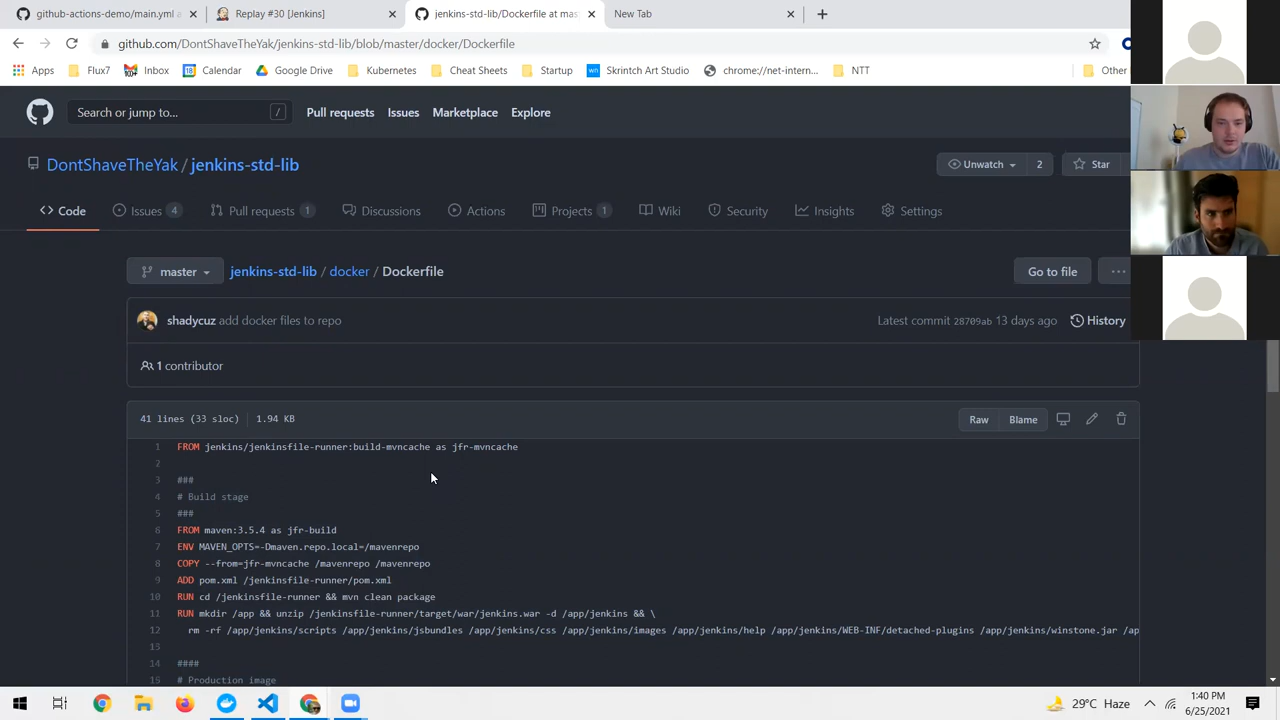 github-actions-demo/main.yml a
Replay #30 [Jenkins]
jenkins-std-lib/Dockerfile at mas
New Tab
github.com/DontShaveTheYak/jenkins-std-lib/blob/master/docker/Dockerfile
Apps
Flux7
Inbox
Calendar
Google Drive
Kubernetes
Cheat Sheets
Startup
wn Skrintch Art Studio
chrome://net-intern...
NTT
Other
Search or jump to... /
Pull requests
Issues
Marketplace
Explore
DontShaveTheYak / jenkins-std-lib
Unwatch 2
Star
Code
Issues 4
Pull requests 1
Discussions
Actions
Projects 1
Wiki
Security
Insights
Settings
master
jenkins-std-lib / docker / Dockerfile
Go to file
...
shadycuz add docker files to repo
Latest commit 28709ab 13 days ago
History
1 contributor
41 lines (33 sloc) 1.94 KB
Raw
Blame
1 FROM jenkins/jenkinsfile-runner:build-mvncache as jfr-mvncache
2
3 ###
4 # Build stage
5 ###
6 FROM maven:3.5.4 as jfr-build
7 ENV MAVEN_OPTS=-Dmaven.repo.local=/mavenrepo
8 COPY --from=jfr-mvncache /mavenrepo /mavenrepo
9 ADD pom.xml /jenkinsfile-runner/pom.xml
10 RUN cd /jenkinsfile-runner && mvn clean package
11 RUN mkdir /app && unzip /jenkinsfile-runner/target/war/jenkins.war -d /app/jenkins && \
12 rm -rf /app/jenkins/scripts /app/jenkins/jsbundles /app/jenkins/css /app/jenkins/images /app/jenkins/help /app/jenkins/WEB-INF/detached-plugins /app/jenkins/winstone.jar /ap
13
14 ####
15 # Production image
29°C Haze
1:40 PM
6/25/2021